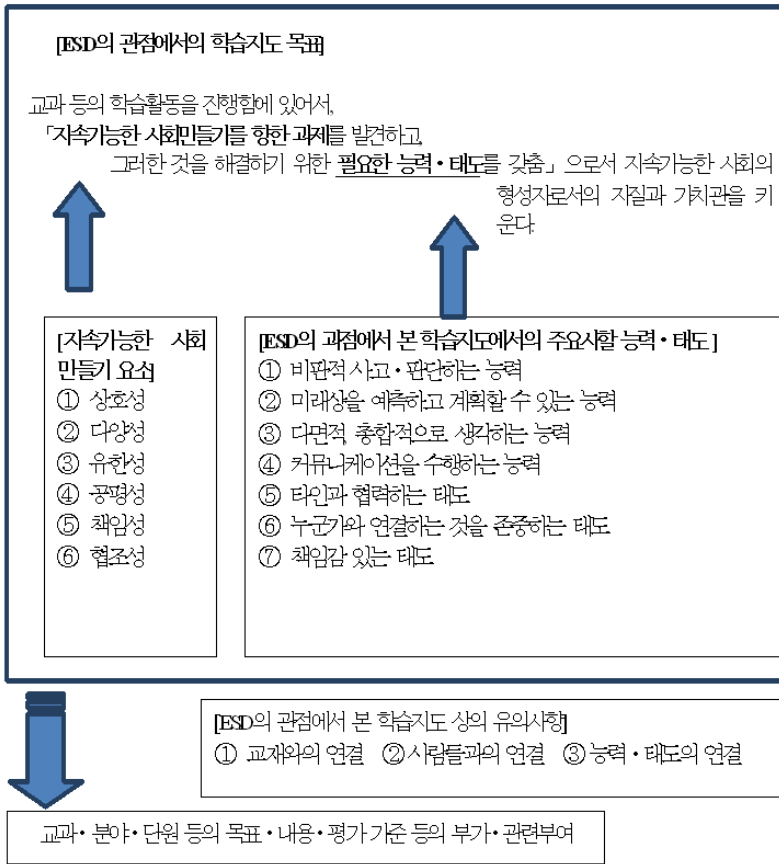 [ESD의 관점에서의 학습지도 목표]
교과 등의 학습활동을 진행함에 있어서,
「지속가능한 사회만들기를 향한 과제를 발견하고,
그러한 것을 해결하기 위한 필요한 능력・태도를 갖춤」으로서 지속가능한 사회의
형성자로서의 자질과 가치관을 키
운다.
[지속가능한 사회
만들기 요소]
① 상호성
② 다양성
③ 유한성
④ 공평성
⑤ 책임성
⑥ 협조성
[ESD의 과점에서 본 학습지도에서의 주요시할 능력・태도]
① 비판적 사고・판단하는 능력
② 미래상을 예측하고 계획할 수 있는 능력
③ 다면적, 총합적으로 생각하는 능력
④ 커뮤니케이션을 수행하는 능력
⑤ 타인과 협력하는 태도
⑥ 누군가와 연결하는 것을 존중하는 태도
⑦ 책임감 있는 태도
[ESD의 관점에서 본 학습지도 상의 유의사항]
① 교재와의 연결 ② 사람들과의 연결 ③ 능력・태도의 연결
교과・분야・단원 등의 목표・내용・평가 기준 등의 부가・관련부여